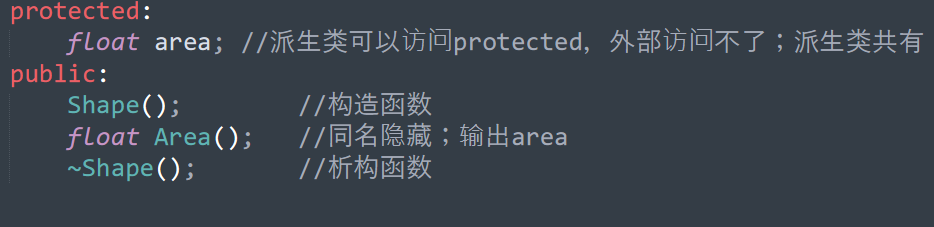 protected:
float area; //派生类可以访问protected，外部访问不了；派生类共有
public:
Shape(); //构造函数
float Area(); //同名隐藏；输出area
~Shape(); //析构函数